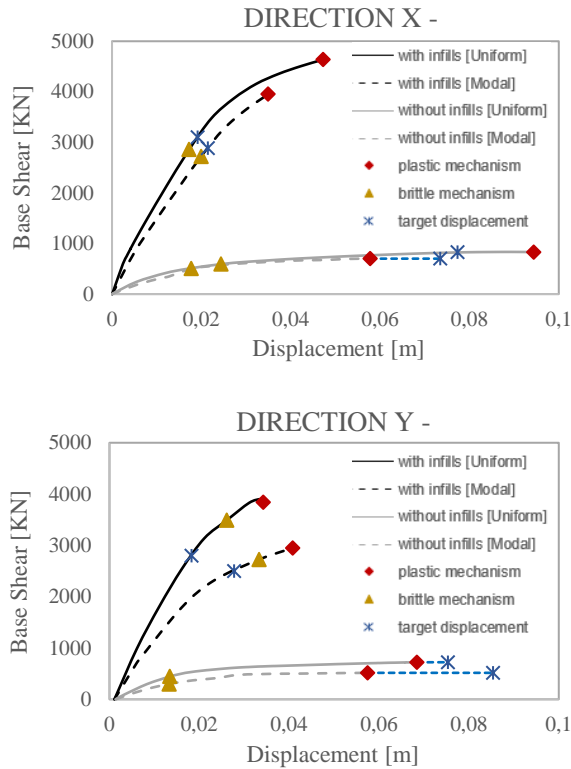 DIRECTION X -
Base Shear [KN]
5000
4000
3000
2000
1000
0
with infills [Uniform]
with infills [Modal]
without infills [Uniform]
without infills [Modal]
plastic mechanism
brittle mechanism
target displacement
0 0,02 0,04 0,06 0,08 0,1
Displacement [m]
DIRECTION Y -
Base Shear [KN]
5000
4000
3000
2000
1000
0
with infills [Uniform]
with infills [Modal]
without infills [Uniform]
without infills [Modal]
plastic mechanism
brittle mechanism
target displacement
0 0,02 0,04 0,06 0,08 0,1
Displacement [m]